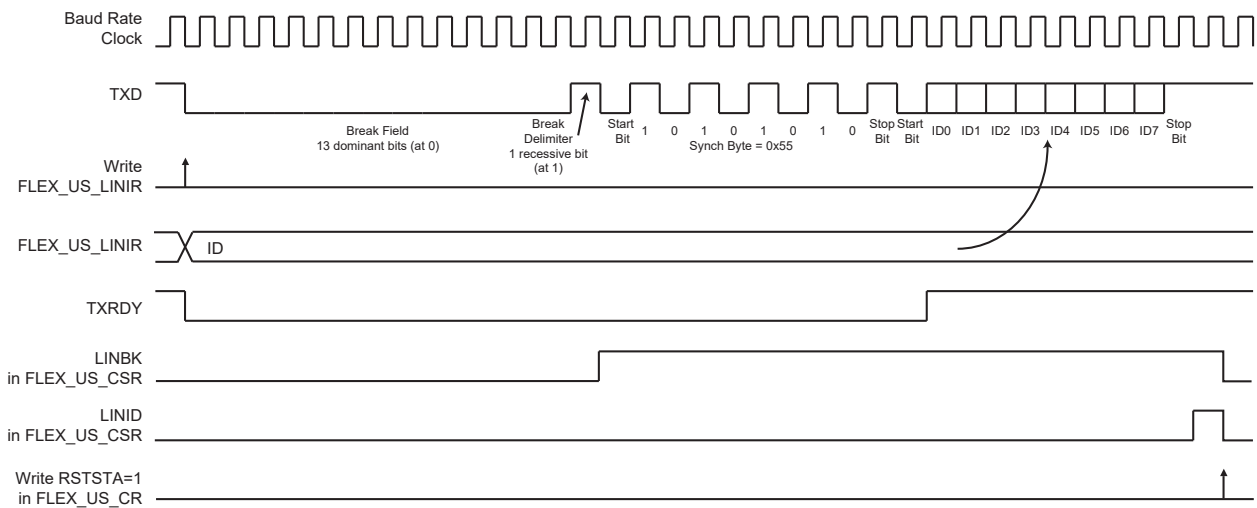 Baud Rate
Clock
TXD
Break Field
13 dominant bits (at 0)
Break
Delimiter
1 recessive bit
(at 1)
Start
Bit
1 0 1 0 1 0 1 0
Synch Byte = 0x55
Stop
Bit
Start
Bit
ID0 ID1 ID2 ID3 ID4 ID5 ID6 ID7
Stop
Bit
Write
FLEX_US_LINIR
FLEX_US_LINIR
ID
TXRDY
LINBK
in FLEX_US_CSR
LINID
in FLEX_US_CSR
Write RSTSTA=1
in FLEX_US_CR